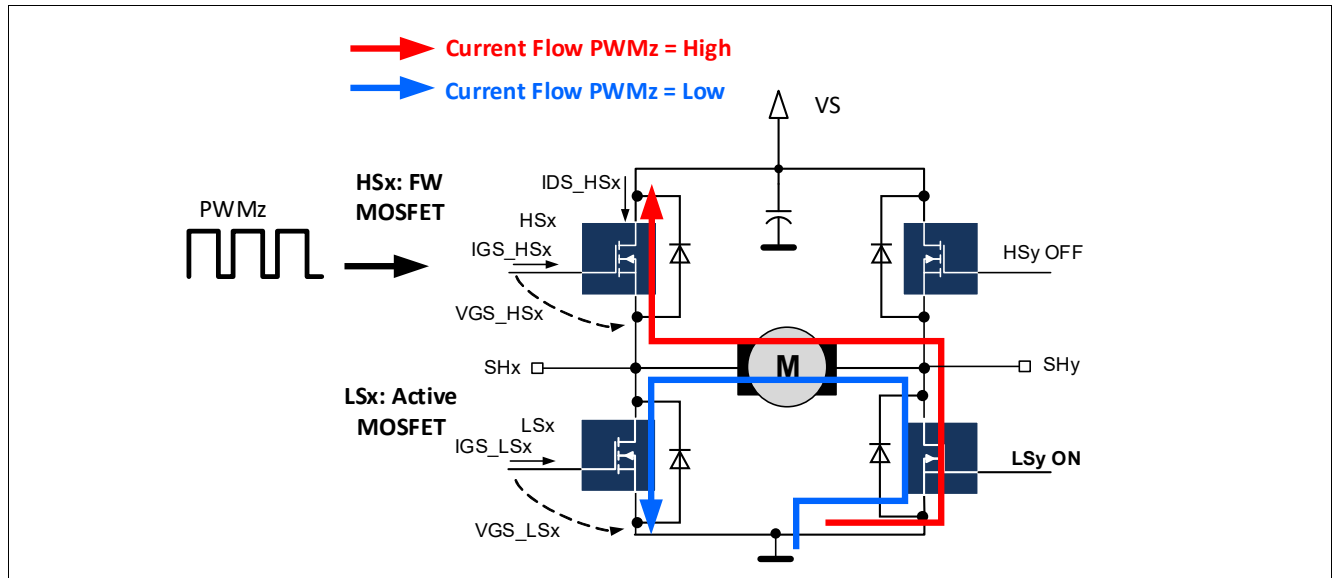 Current Flow PWMz = High
Current Flow PWMz = Low
VS
PWMz
HSx: FW
MOSFET
IDS_HSx
HSx
IGS_HSx
VGS_HSx
HSy OFF
SHx
M
SHy
LSx: Active
MOSFET
LSx
IGS_LSx
VGS_LSx
LSy ON